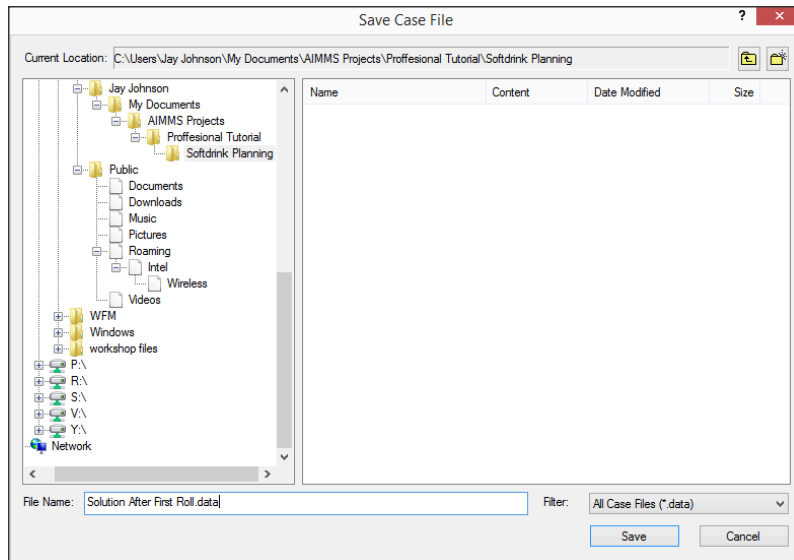 Save Case File
?
Current Location: C:\Users\Jay Johnson\My Documents\AIMMS Projects\Proffesional Tutorial\Softdrink Planning
Jay Johnson
My Documents
AIMMS Projects
Proffesional Tutorial
Softdrink Planning
Public
Documents
Downloads
Music
Pictures
Roaming
Intel
Wireless
Videos
WFM
Windows
workshop files
P:\
R:\
S:\
V:\
Y:\
Network
Name Content Date Modified Size
File Name: Solution After First Roll.data Filter: All Case Files (*.data)
Save Cancel